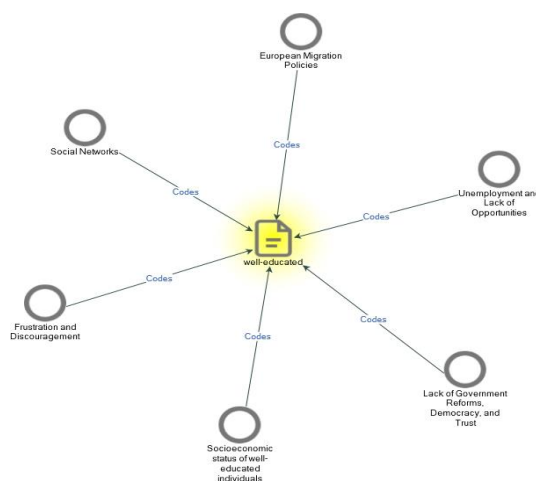 European Migration
Policies
Social Networks
Codes
Codes
Unemployment and
Lack of
Opportunities
Codes
well-educated
Codes
Frustration and
Discouragement
Codes
Codes
Lack of Government
Reforms,
Democracy, and
Trust
Socioeconomic
status of well-
educated
individuals